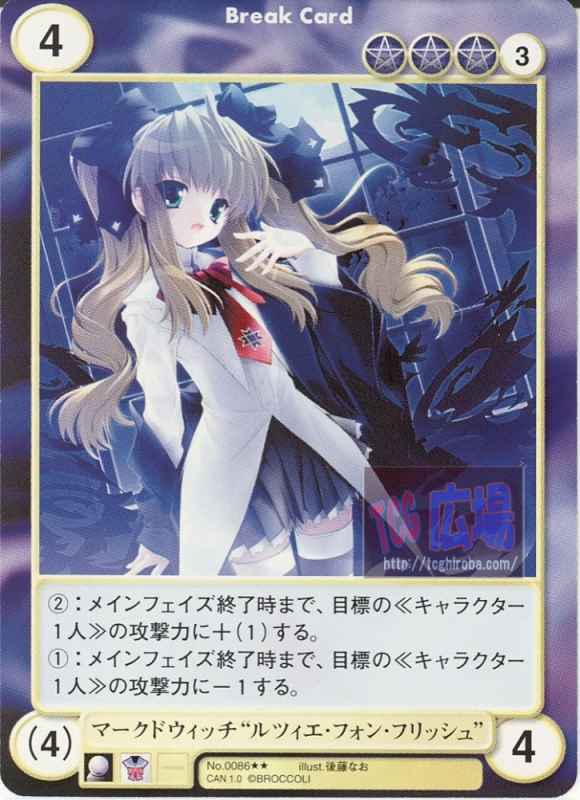 Break Card
4
3
TCG 広場
http://tcghiroba.com/
②：メインフェイズ終了時まで、目標の≪キャラクター
1人≫の攻撃力に＋(1)する。
①：メインフェイズ終了時まで、目標の≪キャラクター
1人≫の攻撃力に－1する。
マークドウィッチ“ルツィエ・フォン・フリッシュ”
(4)
4
No.0086★★ illust.後藤なお
CAN 1.0 ©BROCCOLI